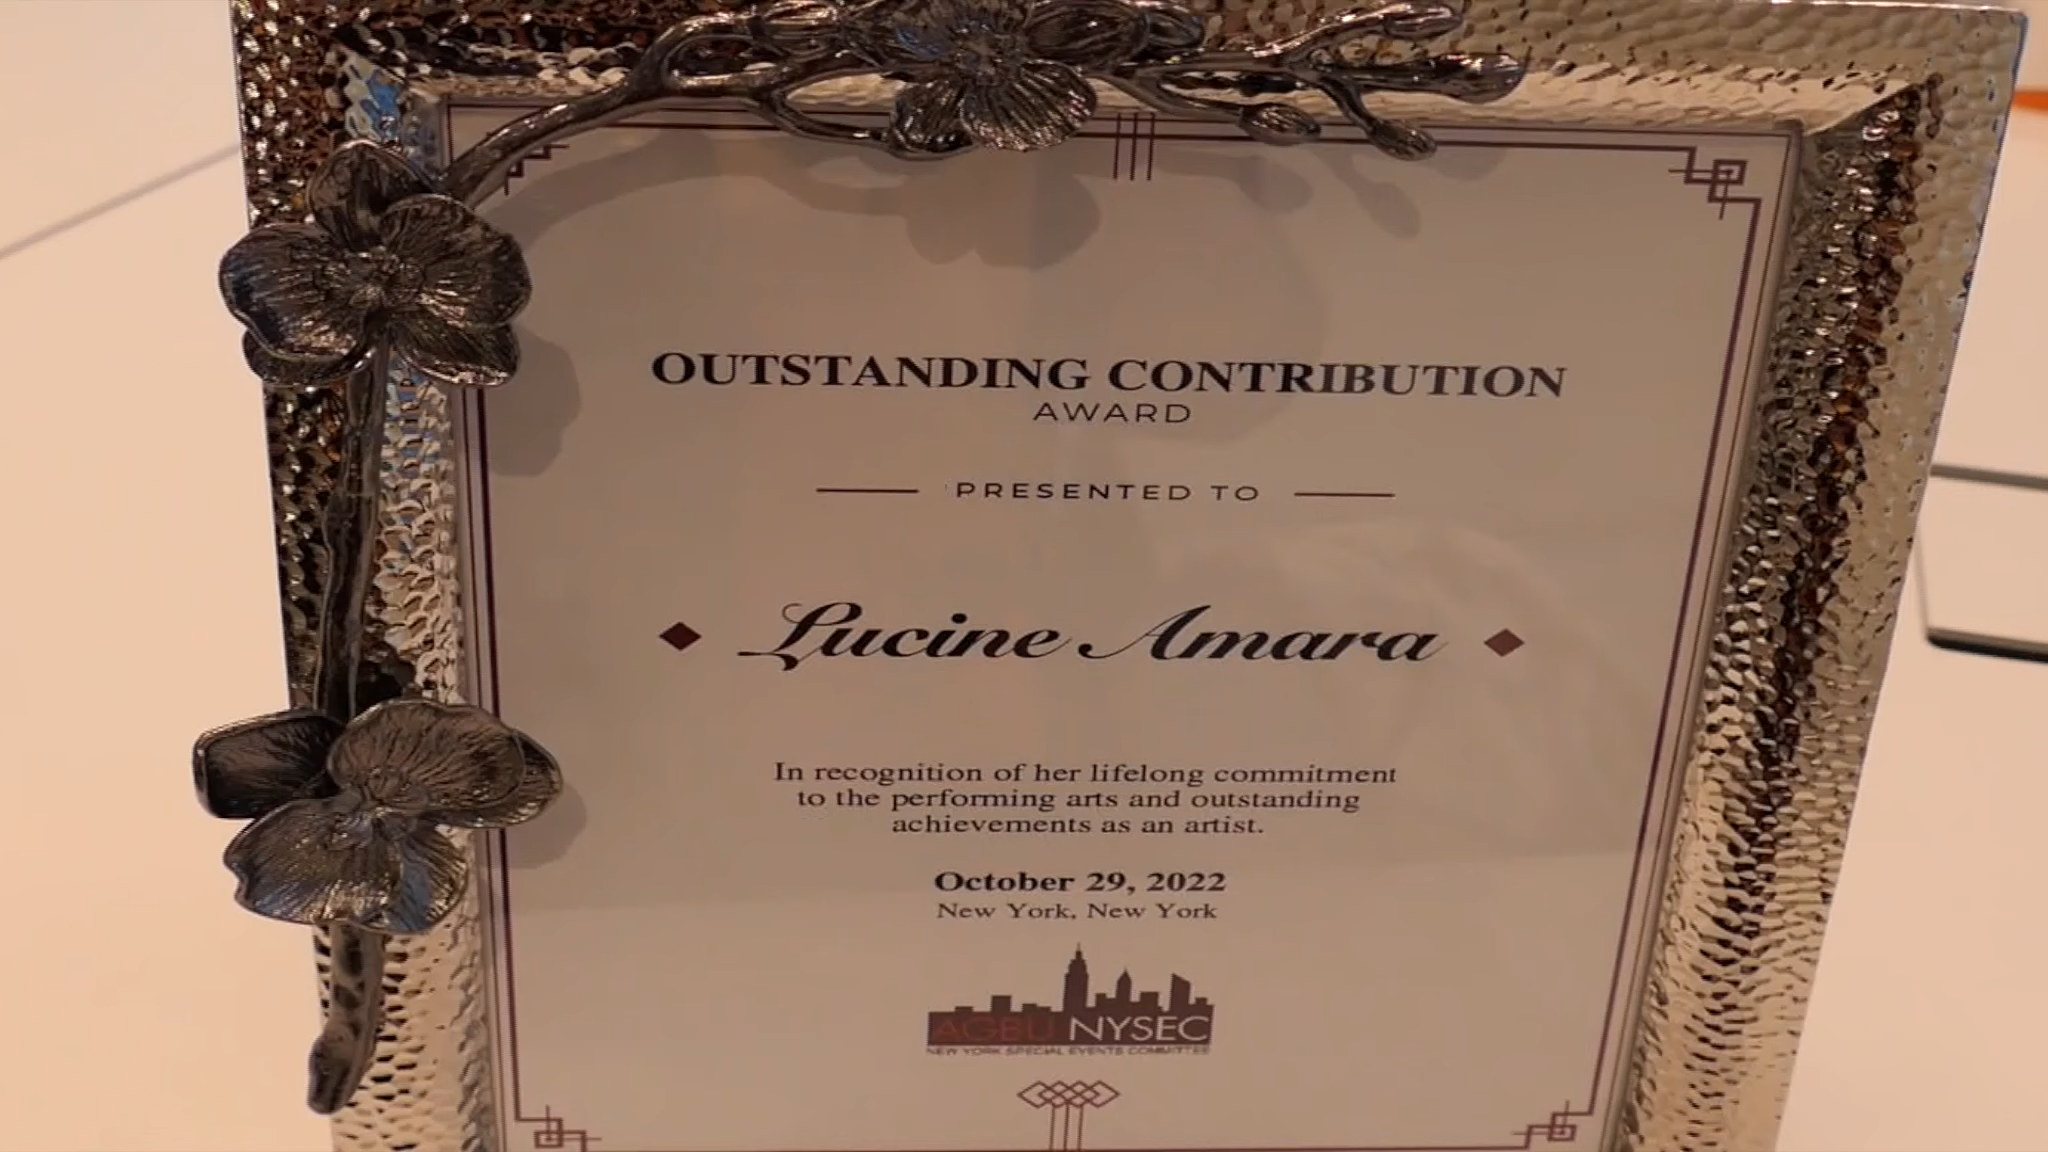 OUTSTANDING CONTRIBUTION
AWARD
PRESENTED TO
Lucine Amara
In recognition of her lifelong commitment
to the performing arts and outstanding
achievements as an artist.
October 29, 2022
New York, New York
AGBU NYSEC
NEW YORK SPECIAL EVENTS COMMITTEE